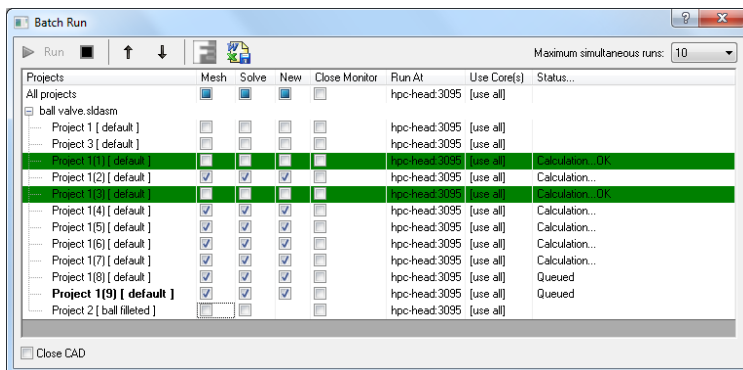 Batch Run
Run Maximum simultaneous runs: 10
Projects Mesh Solve New Close Monitor Run At Use Core(s) Status...
All projects hpc-head:3095 [use all]
ball valve.sldasm
Project 1 [ default ] hpc-head:3095 [use all]
Project 3 [ default ] hpc-head:3095 [use all]
Project 1(1) [ default ] hpc-head:3095 [use all] Calculation...OK
Project 1(2) [ default ] hpc-head:3095 [use all] Calculation...
Project 1(3) [ default ] hpc-head:3095 [use all] Calculation...OK
Project 1(4) [ default ] hpc-head:3095 [use all] Calculation...
Project 1(5) [ default ] hpc-head:3095 [use all] Calculation...
Project 1(6) [ default ] hpc-head:3095 [use all] Calculation...
Project 1(7) [ default ] hpc-head:3095 [use all] Calculation...
Project 1(8) [ default ] hpc-head:3095 [use all] Queued
Project 1(9) [ default ] hpc-head:3095 [use all] Queued
Project 2 [ ball filleted ] hpc-head:3095 [use all]
Close CAD